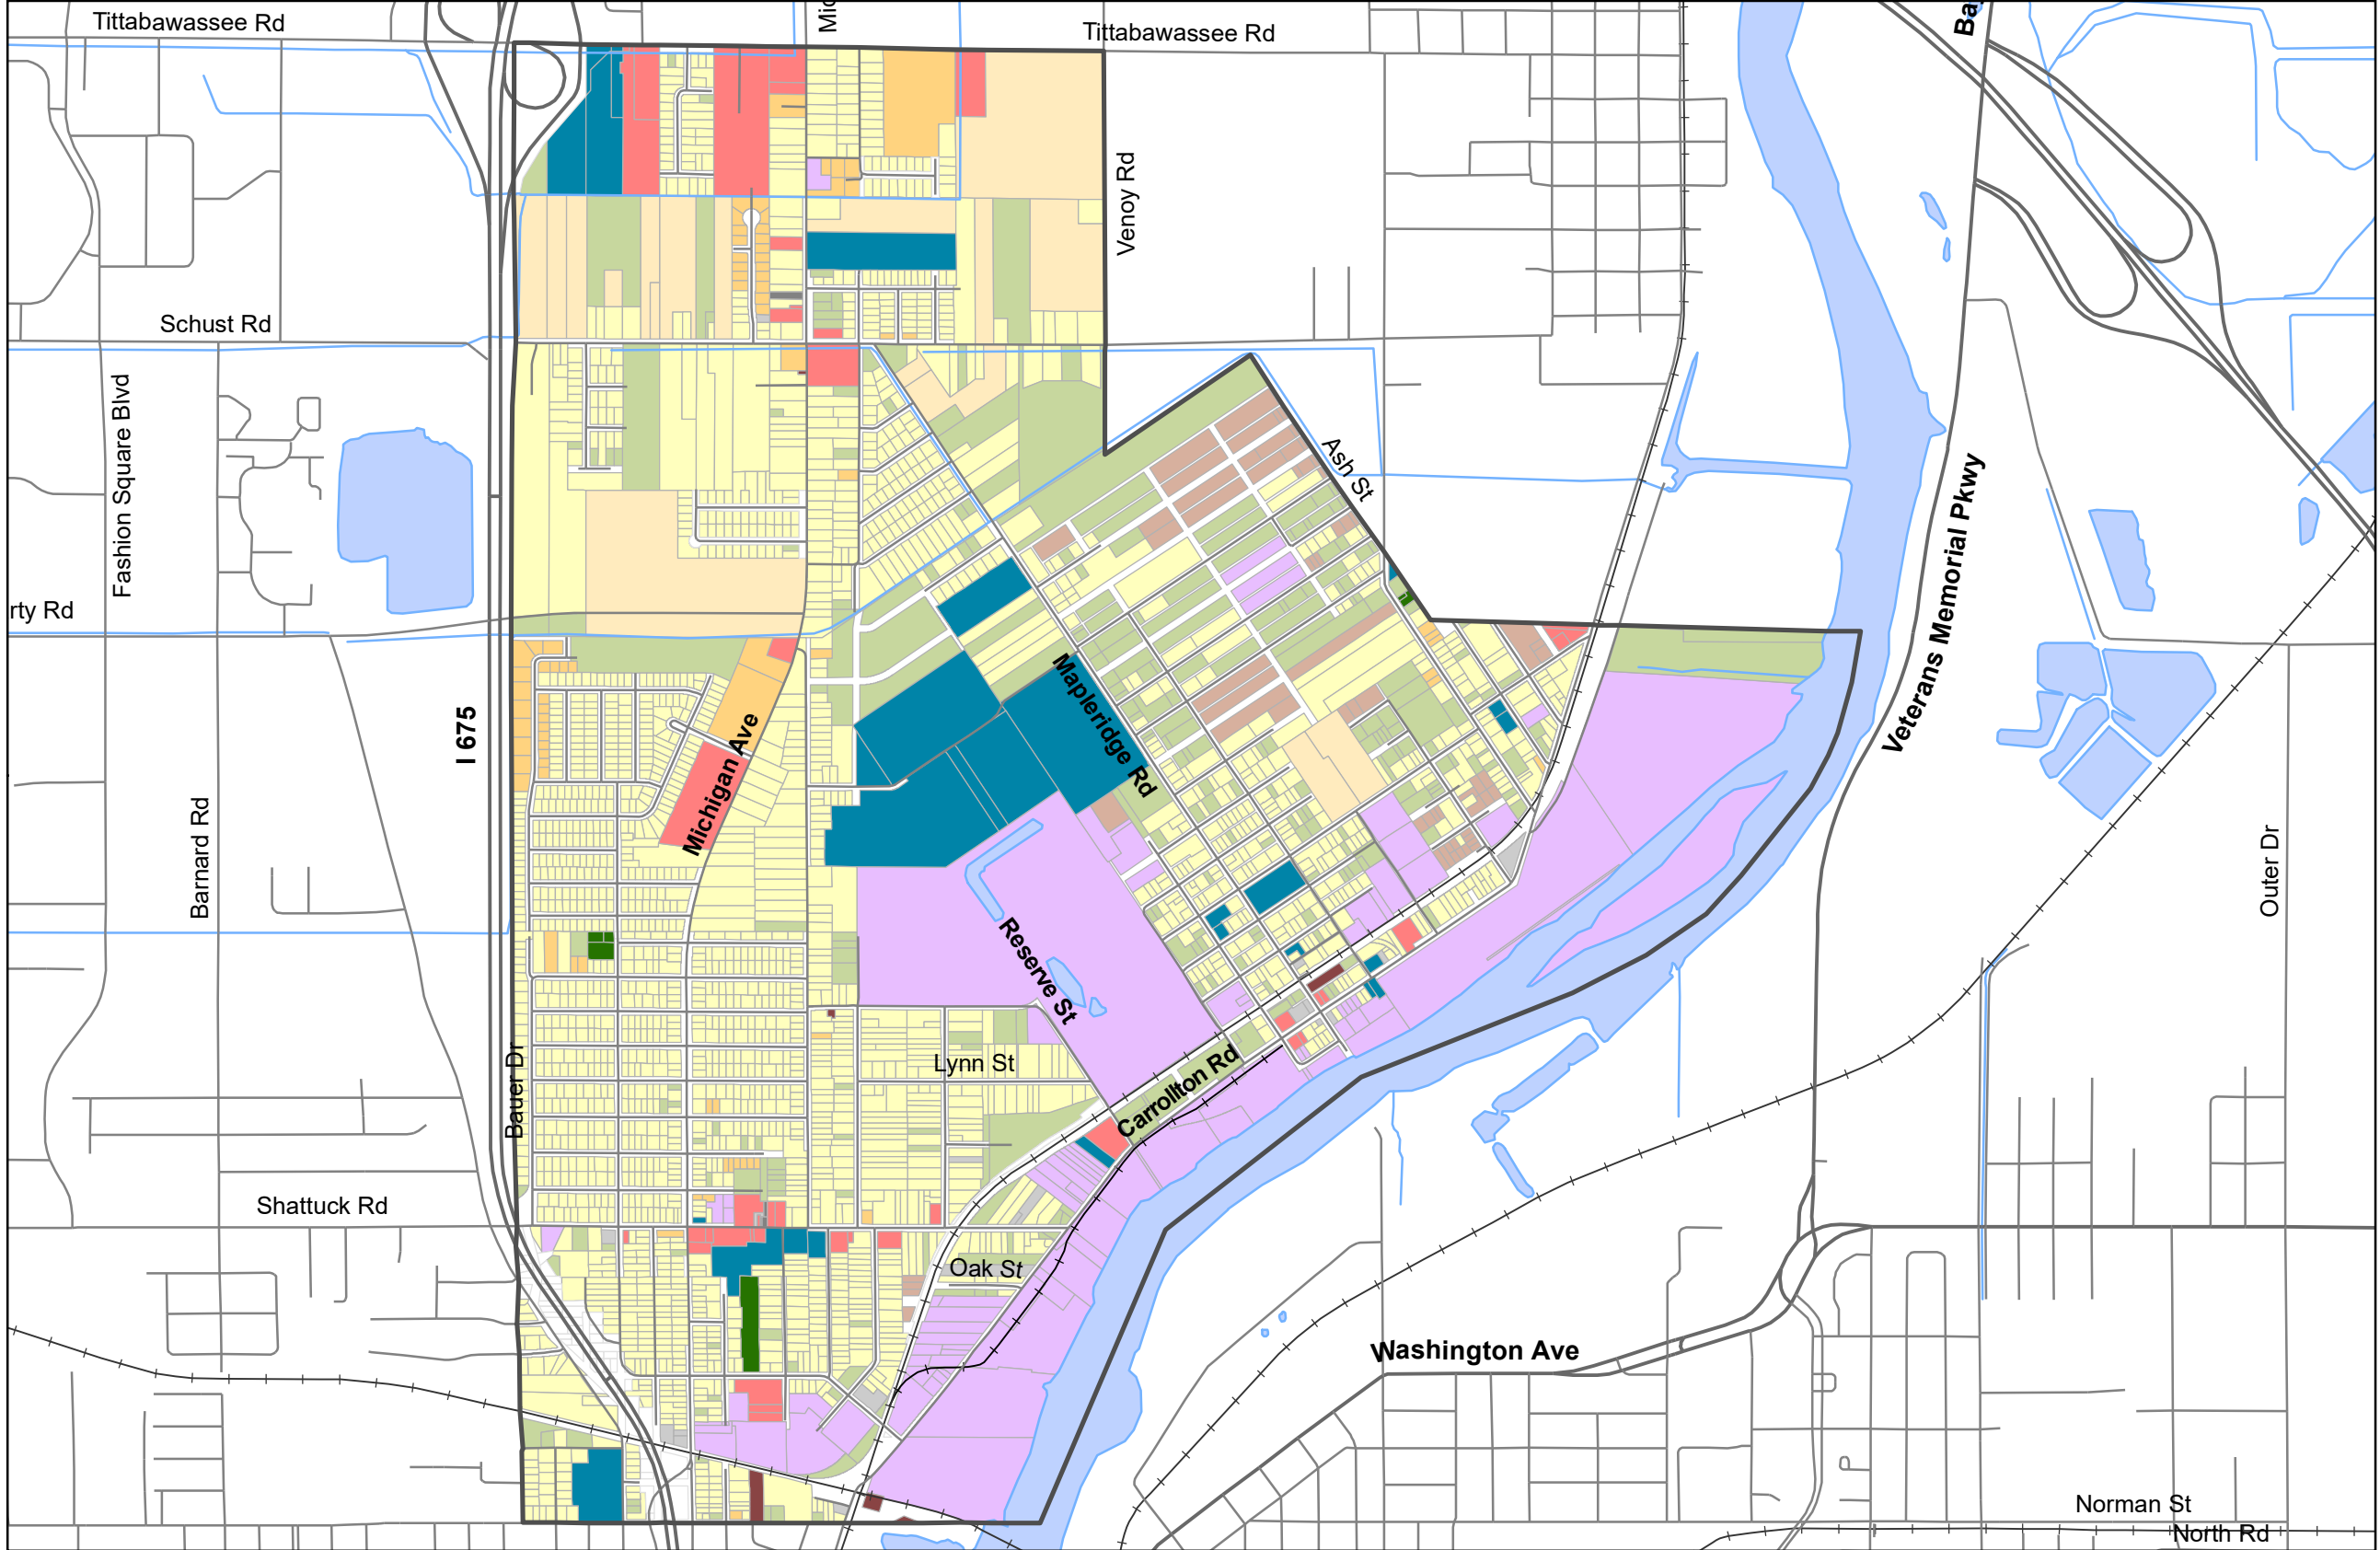 Tittabawassee Rd
Tittabawassee Rd
Venoy Rd
Schust Rd
Fashion Square Blvd
Ash St
Veterans Memorial Pkwy
rty Rd
Mapleridge Rd
I 675
Michigan Ave
Barnard Rd
Outer Dr
Reserve St
Bauer Dr
Lynn St
Carrollton Rd
Shattuck Rd
Oak St
Washington Ave
Norman St
North Rd